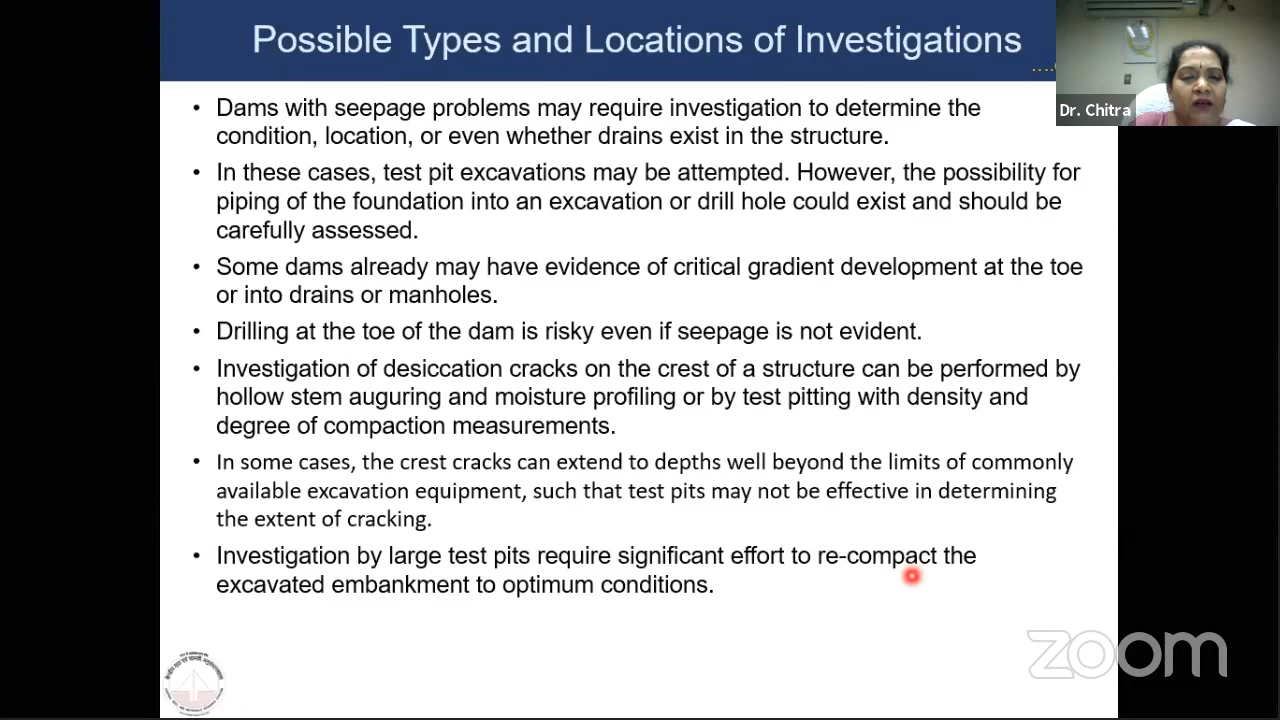 Possible Types and Locations of Investigations
Dr. Chitra
• Dams with seepage problems may require investigation to determine the
condition, location, or even whether drains exist in the structure.
• In these cases, test pit excavations may be attempted. However, the possibility for
piping of the foundation into an excavation or drill hole could exist and should be
carefully assessed.
• Some dams already may have evidence of critical gradient development at the toe
or into drains or manholes.
• Drilling at the toe of the dam is risky even if seepage is not evident.
• Investigation of desiccation cracks on the crest of a structure can be performed by
hollow stem auguring and moisture profiling or by test pitting with density and
degree of compaction measurements.
• In some cases, the crest cracks can extend to depths well beyond the limits of commonly
available excavation equipment, such that test pits may not be effective in determining
the extent of cracking.
• Investigation by large test pits require significant effort to re-compact the
excavated embankment to optimum conditions.
zoom